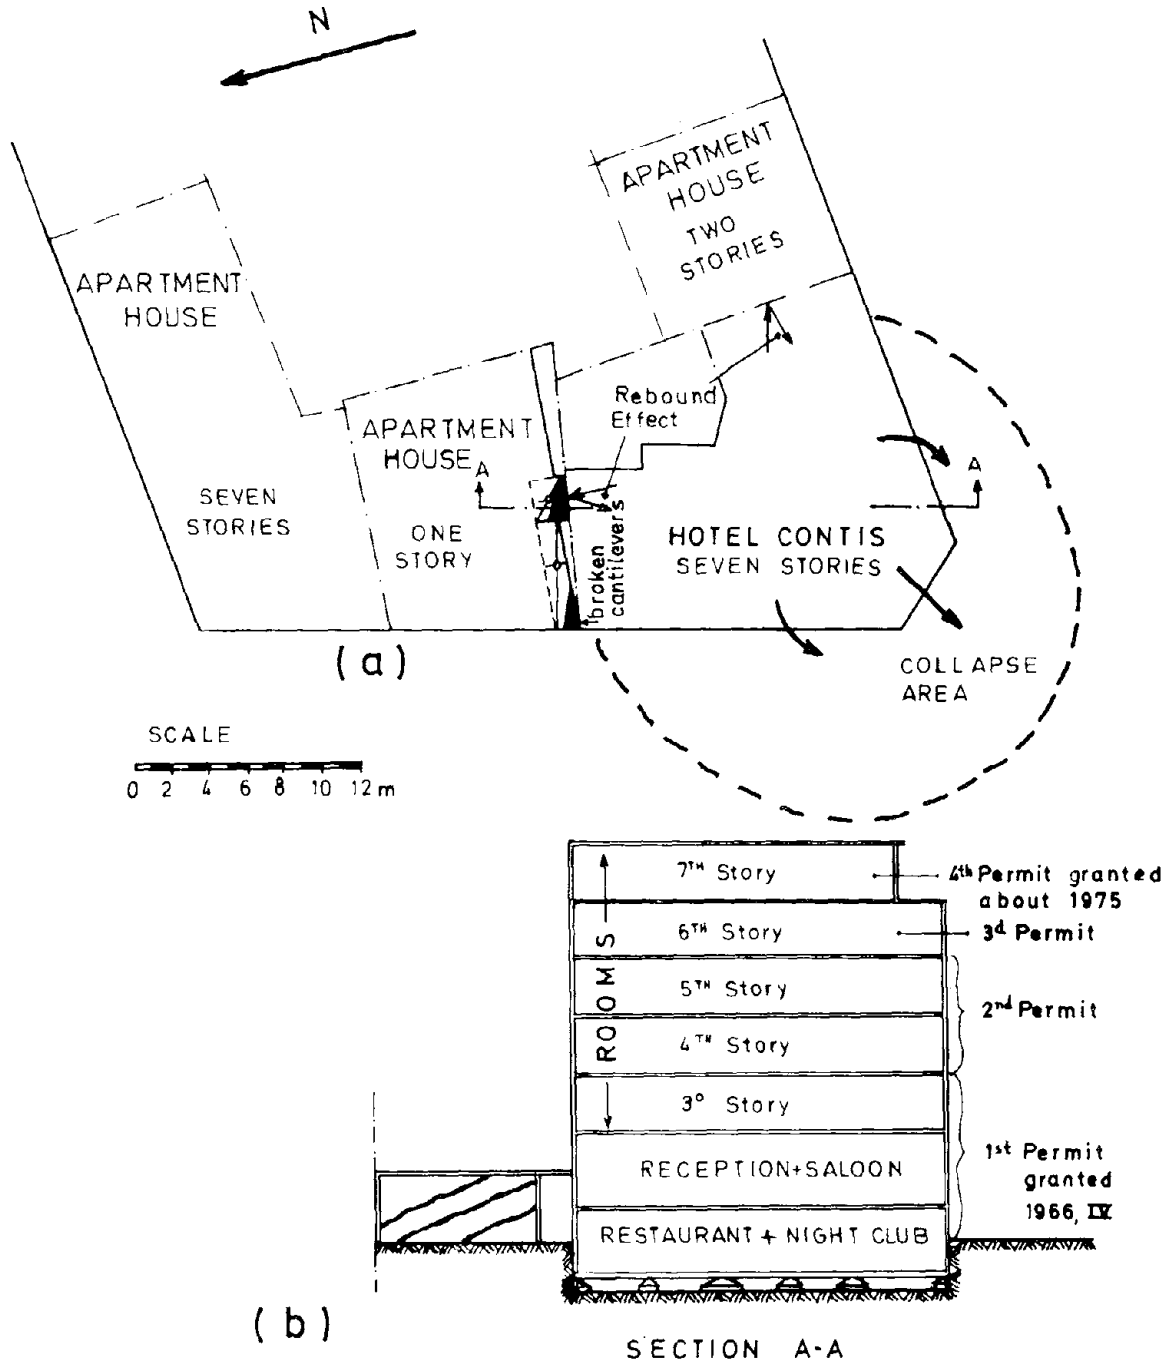 N
APARTMENT
HOUSE
TWO
STORIES
APARTMENT
HOUSE
Rebound
Effect
APARTMENT
HOUSE
A
A
SEVEN
STORIES
ONE
STORY
HOTEL CONTIS
SEVEN STORIES
broken
cantilevers
(a)
COLLAPSE
AREA
SCALE
0 2 4 6 8 10 12 m
7TH Story
4th Permit granted
about 1975
6TH Story
3d Permit
ROOMS
5TH Story
2nd Permit
4TH Story
3º Story
1st Permit
granted
1966, IV
RECEPTION+SALOON
RESTAURANT + NIGHT CLUB
(b)
SECTION A-A